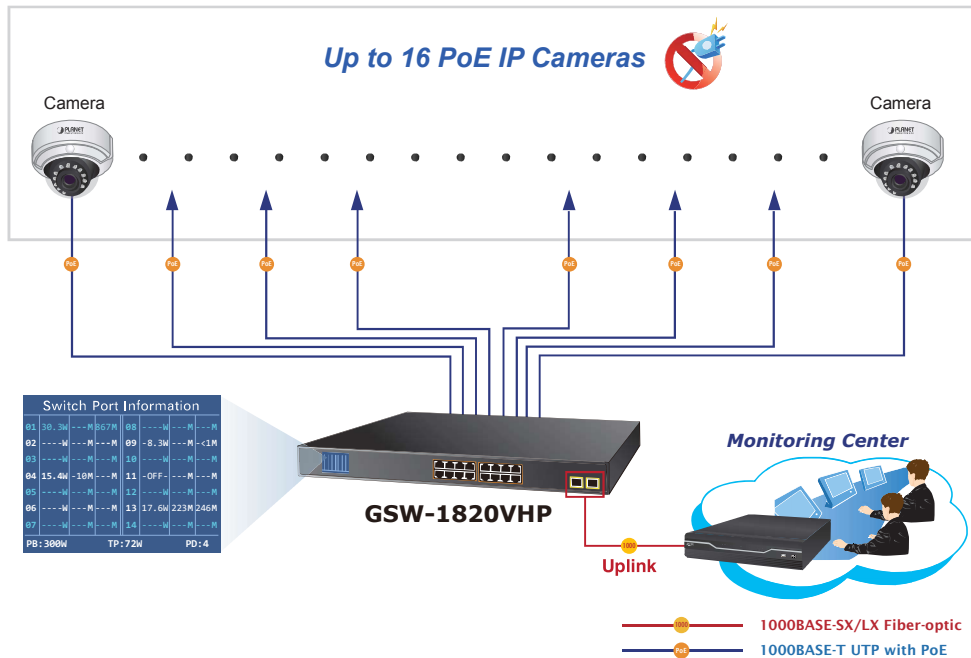 Up to 16 PoE IP Cameras
Camera
Camera
PLANET
PLANET
PoE
PoE
PoE
PoE
PoE
PoE
PoE
PoE
Switch Port Information
01 30.3W ---M 867M 08 ----W ---M ---M
02 ----W ---M ---M 09 -8.3W ---M -<1M
03 ----W ---M ---M 10 ----W ---M ---M
04 15.4W -10M ---M 11 -OFF- ---M ---M
05 ----W ---M ---M 12 ----W ---M ---M
06 ----W ---M ---M 13 17.6W 223M 246M
07 ----W ---M ---M 14 ----W ---M ---M
PB:300W TP:72W PD:4
GSW-1820VHP
Monitoring Center
1000
Uplink
1000 1000BASE-SX/LX Fiber-optic
PoE 1000BASE-T UTP with PoE